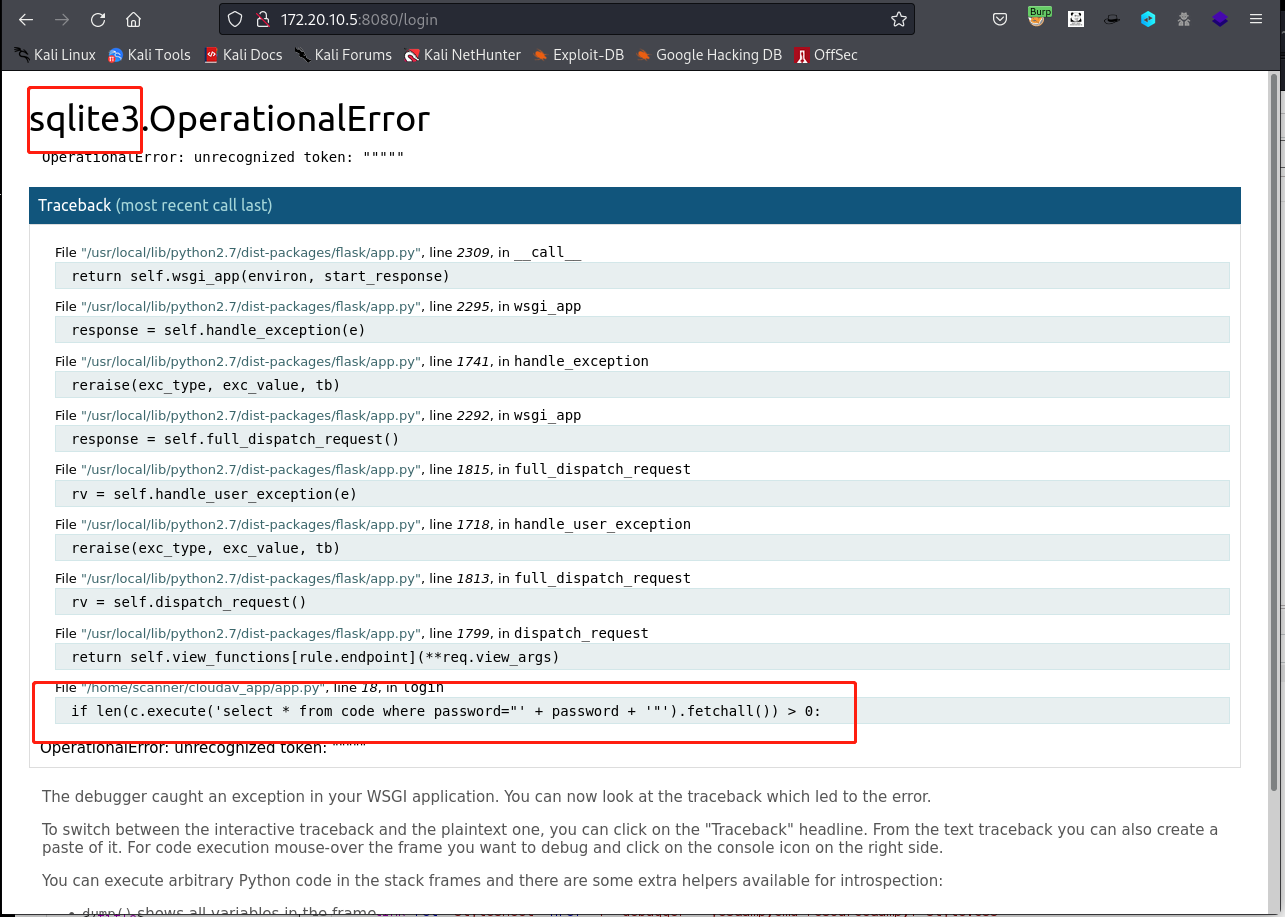 172.20.10.5:8080/login
Burp
Kali Linux Kali Tools Kali Docs Kali Forums Kali NetHunter Exploit-DB Google Hacking DB OffSec
sqlite3.OperationalError
OperationalError: unrecognized token: """""
Traceback (most recent call last)
File "/usr/local/lib/python2.7/dist-packages/flask/app.py", line 2309, in __call__
return self.wsgi_app(environ, start_response)
File "/usr/local/lib/python2.7/dist-packages/flask/app.py", line 2295, in wsgi_app
response = self.handle_exception(e)
File "/usr/local/lib/python2.7/dist-packages/flask/app.py", line 1741, in handle_exception
reraise(exc_type, exc_value, tb)
File "/usr/local/lib/python2.7/dist-packages/flask/app.py", line 2292, in wsgi_app
response = self.full_dispatch_request()
File "/usr/local/lib/python2.7/dist-packages/flask/app.py", line 1815, in full_dispatch_request
rv = self.handle_user_exception(e)
File "/usr/local/lib/python2.7/dist-packages/flask/app.py", line 1718, in handle_user_exception
reraise(exc_type, exc_value, tb)
File "/usr/local/lib/python2.7/dist-packages/flask/app.py", line 1813, in full_dispatch_request
rv = self.dispatch_request()
File "/usr/local/lib/python2.7/dist-packages/flask/app.py", line 1799, in dispatch_request
return self.view_functions[rule.endpoint](**req.view_args)
File "/home/scanner/cloudav_app/app.py", line 18, in login
if len(c.execute('select * from code where password="' + password + '"').fetchall()) > 0:
OperationalError: unrecognized token: """""
The debugger caught an exception in your WSGI application. You can now look at the traceback which led to the error.
To switch between the interactive traceback and the plaintext one, you can click on the "Traceback" headline. From the text traceback you can also create a
paste of it. For code execution mouse-over the frame you want to debug and click on the console icon on the right side.
You can execute arbitrary Python code in the stack frames and there are some extra helpers available for introspection:
• dump() shows all variables in the frame